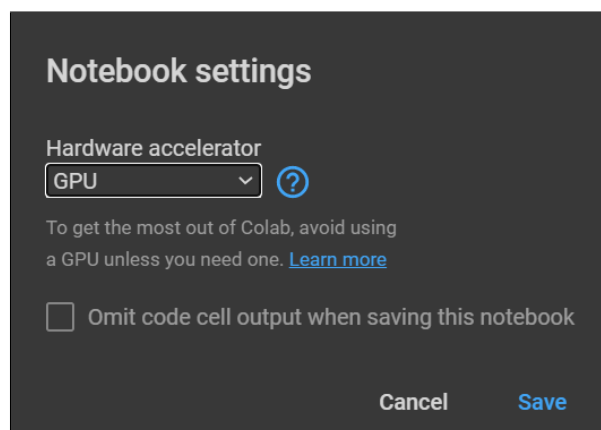 Notebook settings
Hardware accelerator
GPU
?
To get the most out of Colab, avoid using
a GPU unless you need one. Learn more
Omit code cell output when saving this notebook
Cancel Save